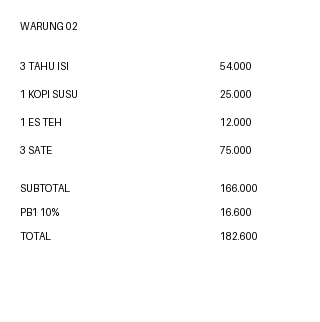 WARUNG 02
3 TAHU ISI 54.000
1 KOPI SUSU 25.000
1 ES TEH 12.000
3 SATE 75.000
SUBTOTAL 166.000
PB1 10% 16.600
TOTAL 182.600